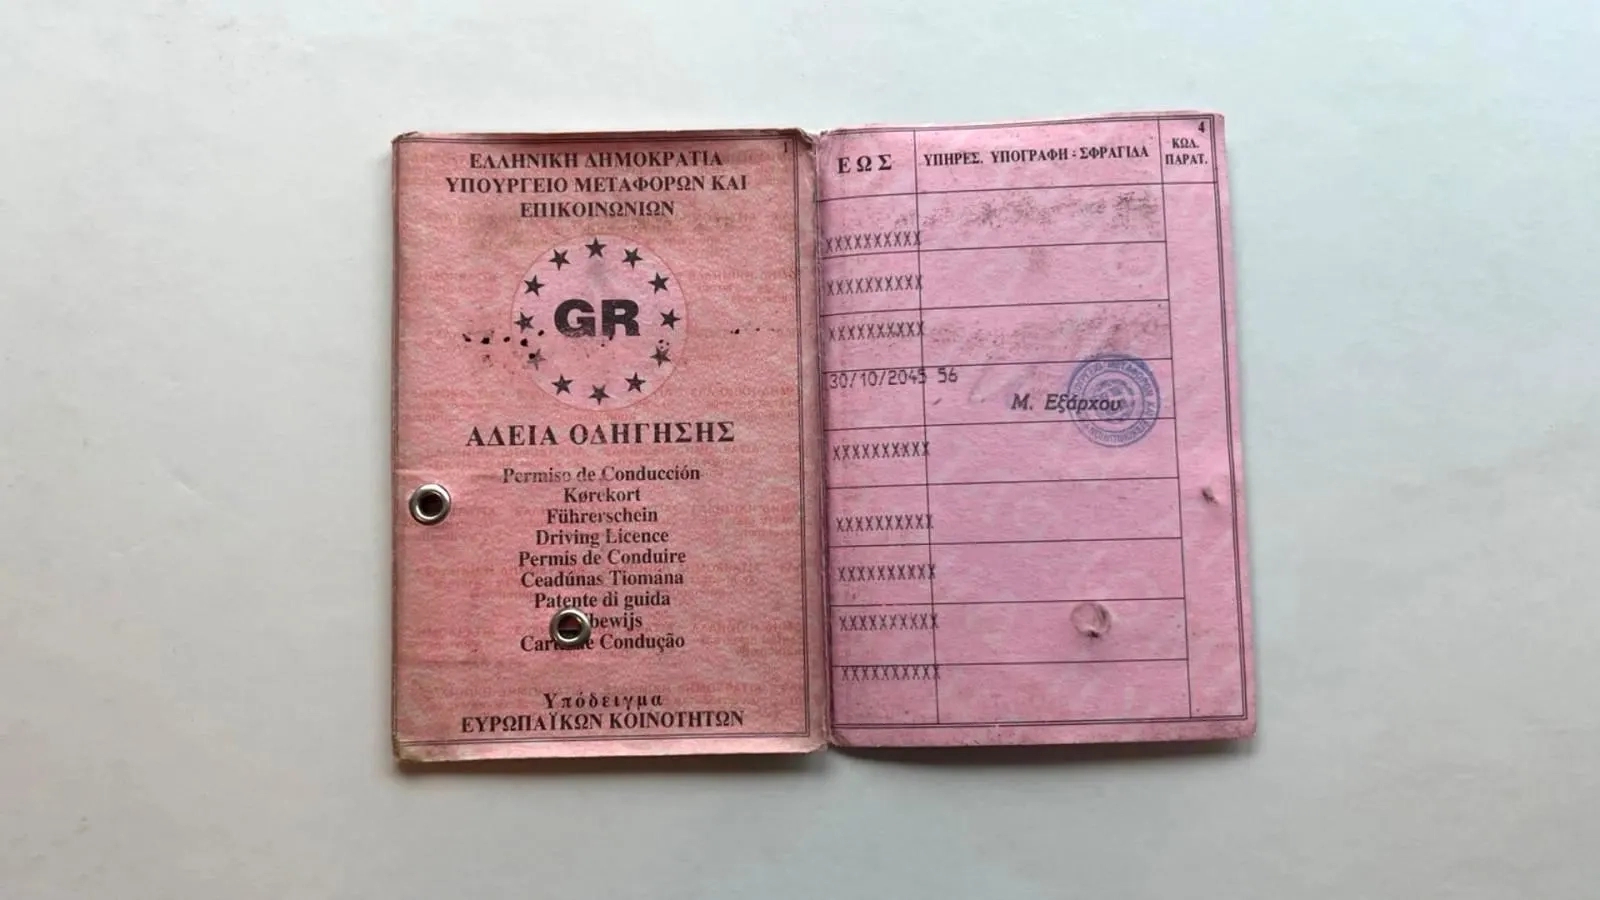 1
ΕΛΛΗΝΙΚΗ ΔΗΜΟΚΡΑΤΙΑ
ΥΠΟΥΡΓΕΙΟ ΜΕΤΑΦΟΡΩΝ ΚΑΙ
ΕΠΙΚΟΙΝΩΝΙΩΝ
GR
ΑΔΕΙΑ ΟΔΗΓΗΣΗΣ
Permiso de Conducción
Kørekort
Führerschein
Driving Licence
Permis de Conduire
Ceadúnas Tiomána
Patente di guida
bewijs
Condução
Υπόδειγμα
ΕΥΡΩΠΑΪΚΩΝ ΚΟΙΝΟΤΗΤΩΝ
4
ΕΩΣ ΥΠΗΡΕΣ. ΥΠΟΓΡΑΦΗ - ΣΦΡΑΓΙΔΑ ΚΩΔ. ΠΑΡΑΤ.
XXXXXXXXXX
XXXXXXXXXX
XXXXXXXXXX
30/10/2045 56
Μ. Εξάρχου
XXXXXXXXXX
XXXXXXXXXX
XXXXXXXXXX
XXXXXXXXXX
XXXXXXXXXX